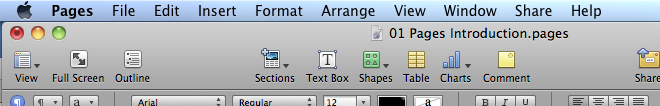 Pages File Edit Insert Format Arrange View Window Share Help
01 Pages Introduction.pages
View Full Screen Outline Sections T Text Box Shapes Table Charts Comment Share
¶ a Arial Regular 12 a B I U